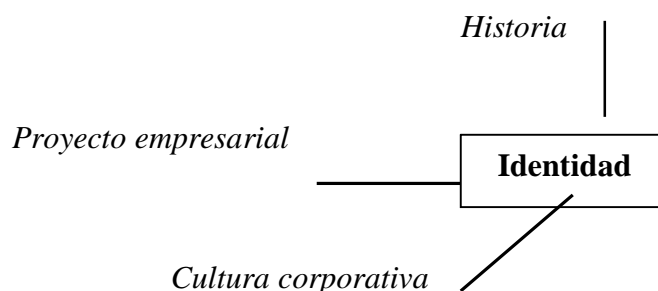 Historia
Proyecto empresarial
Identidad
Cultura corporativa